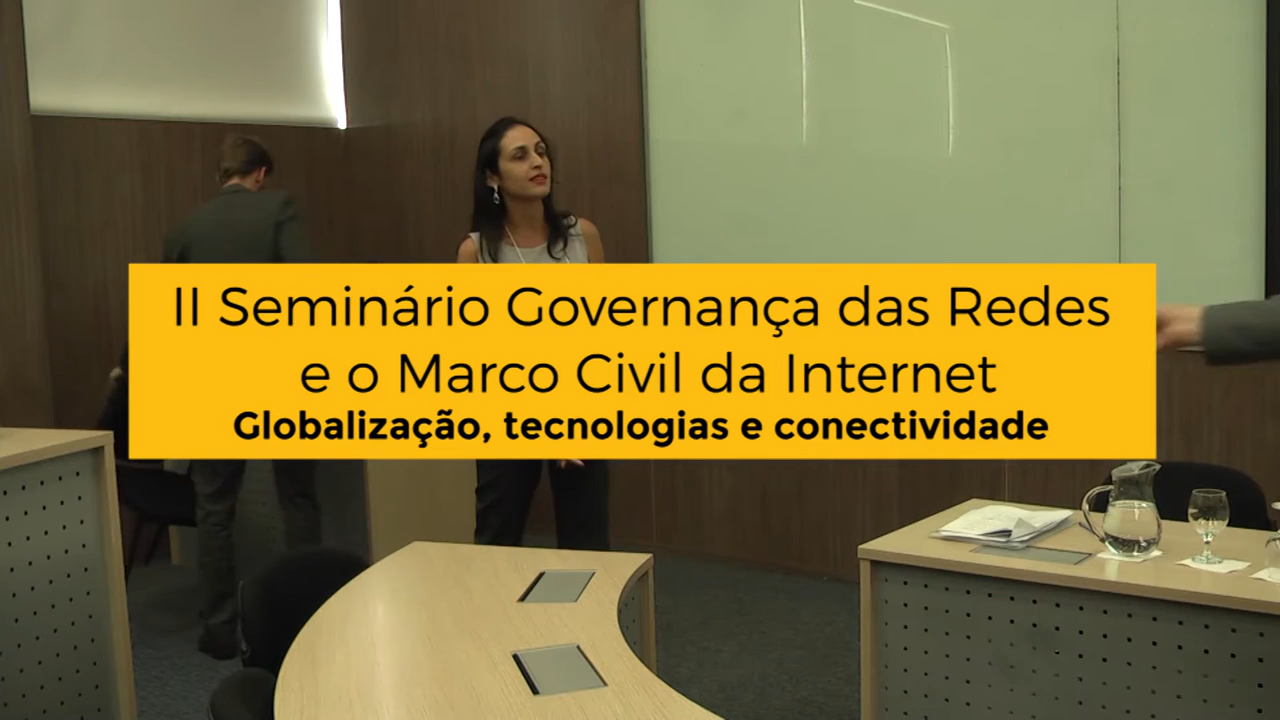 II Seminário Governança das Redes
e o Marco Civil da Internet
Globalização, tecnologias e conectividade